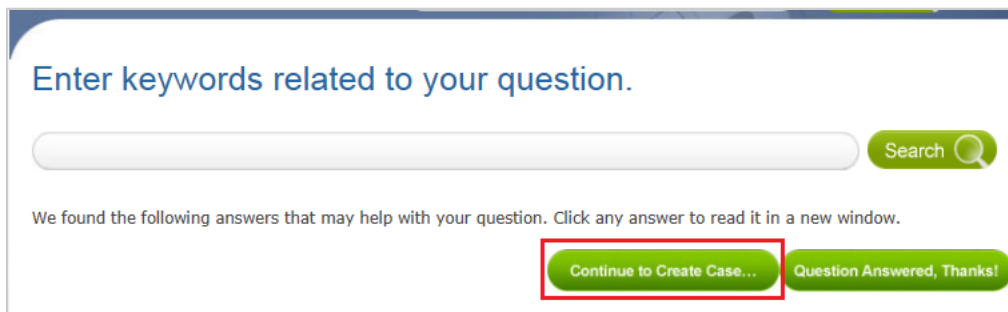 Enter keywords related to your question.
Search
We found the following answers that may help with your question. Click any answer to read it in a new window.
Continue to Create Case...
Question Answered, Thanks!